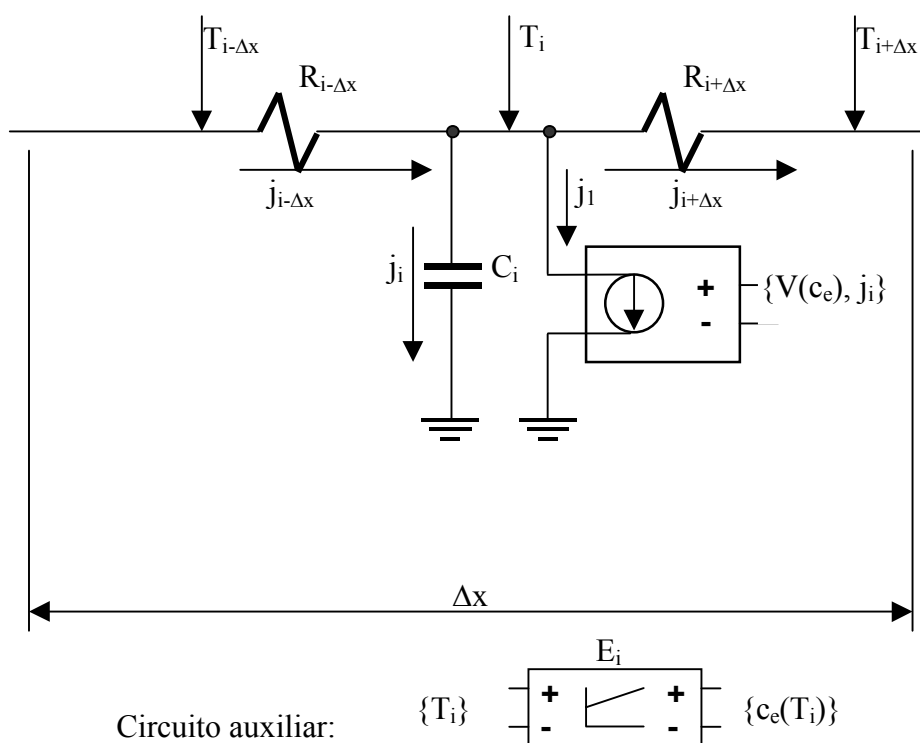 T_{i-Δx} T_i T_{i+Δx}
R_{i-Δx} R_{i+Δx}
j_{i-Δx} j_1 j_{i+Δx}
j_i C_i + {V(c_e), j_i}
-
Δx
E_i
{T_i} + + {c_e(T_i)}
Circuito auxiliar: - -